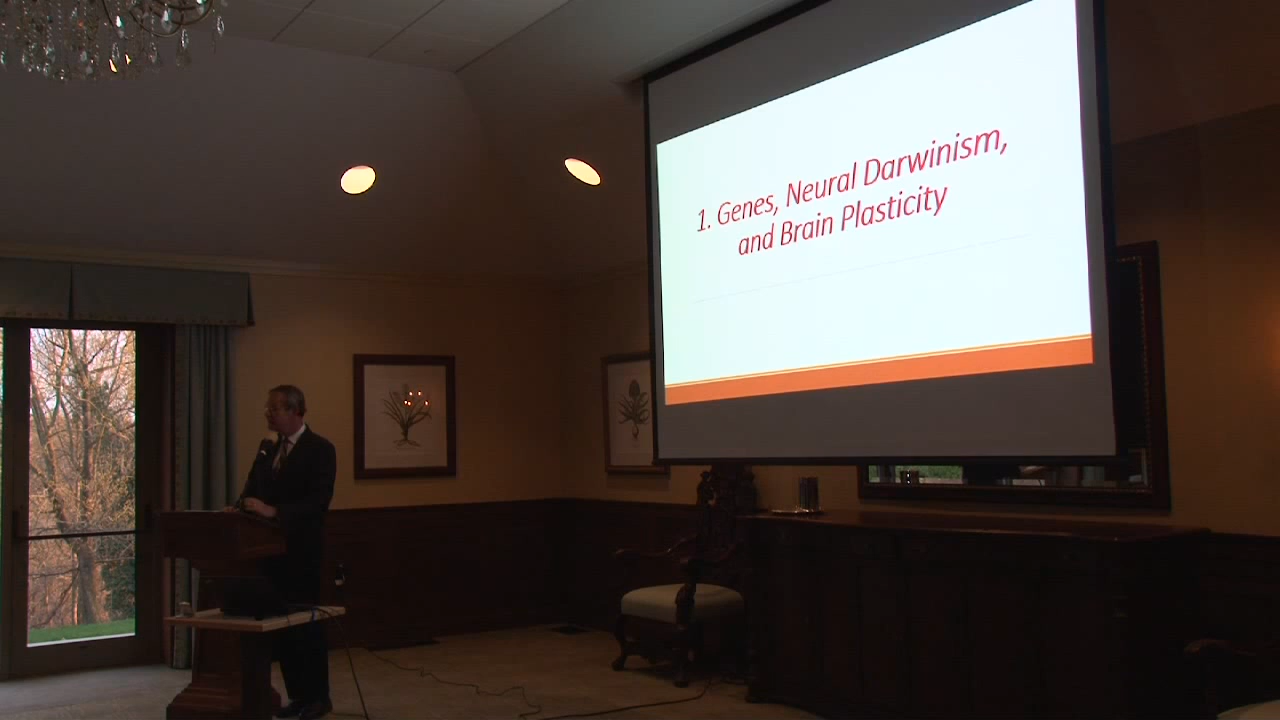 1. Genes, Neural Darwinism,
and Brain Plasticity